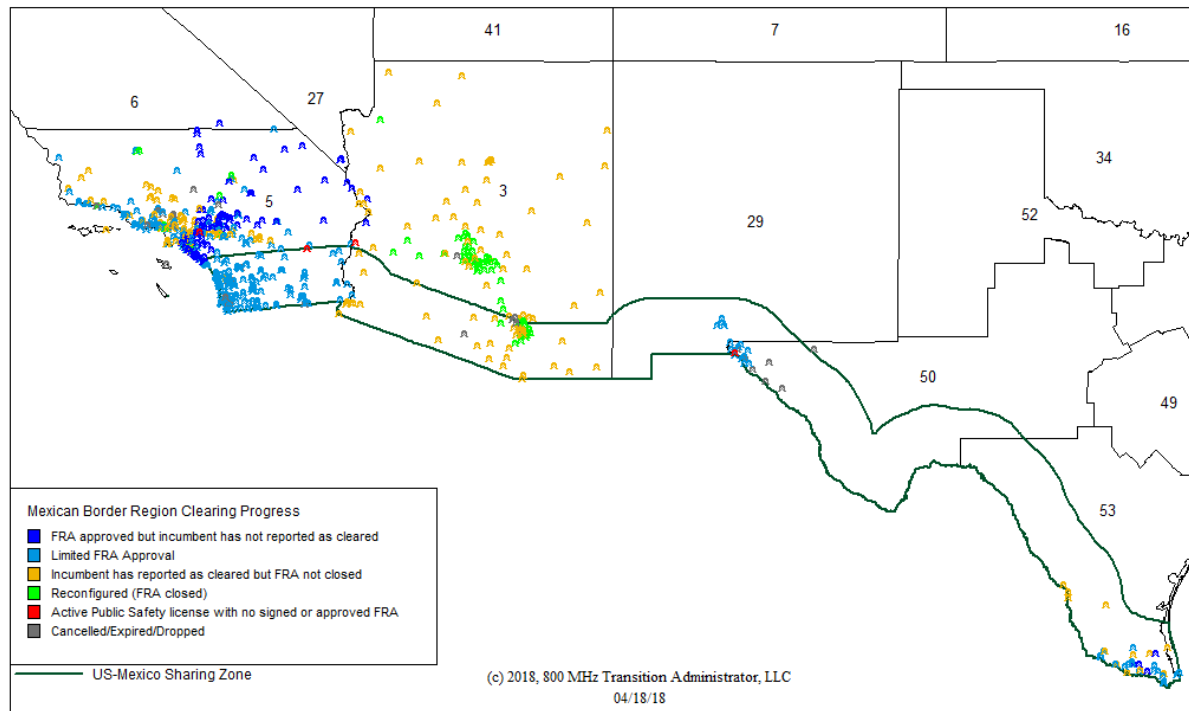 41
7
16
6
27
34
3
5
52
29
50
49
53
Mexican Border Region Clearing Progress
FRA approved but incumbent has not reported as cleared
Limited FRA Approval
Incumbent has reported as cleared but FRA not closed
Reconfigured (FRA closed)
Active Public Safety license with no signed or approved FRA
Cancelled/Expired/Dropped
US-Mexico Sharing Zone
(c) 2018, 800 MHz Transition Administrator, LLC
04/18/18